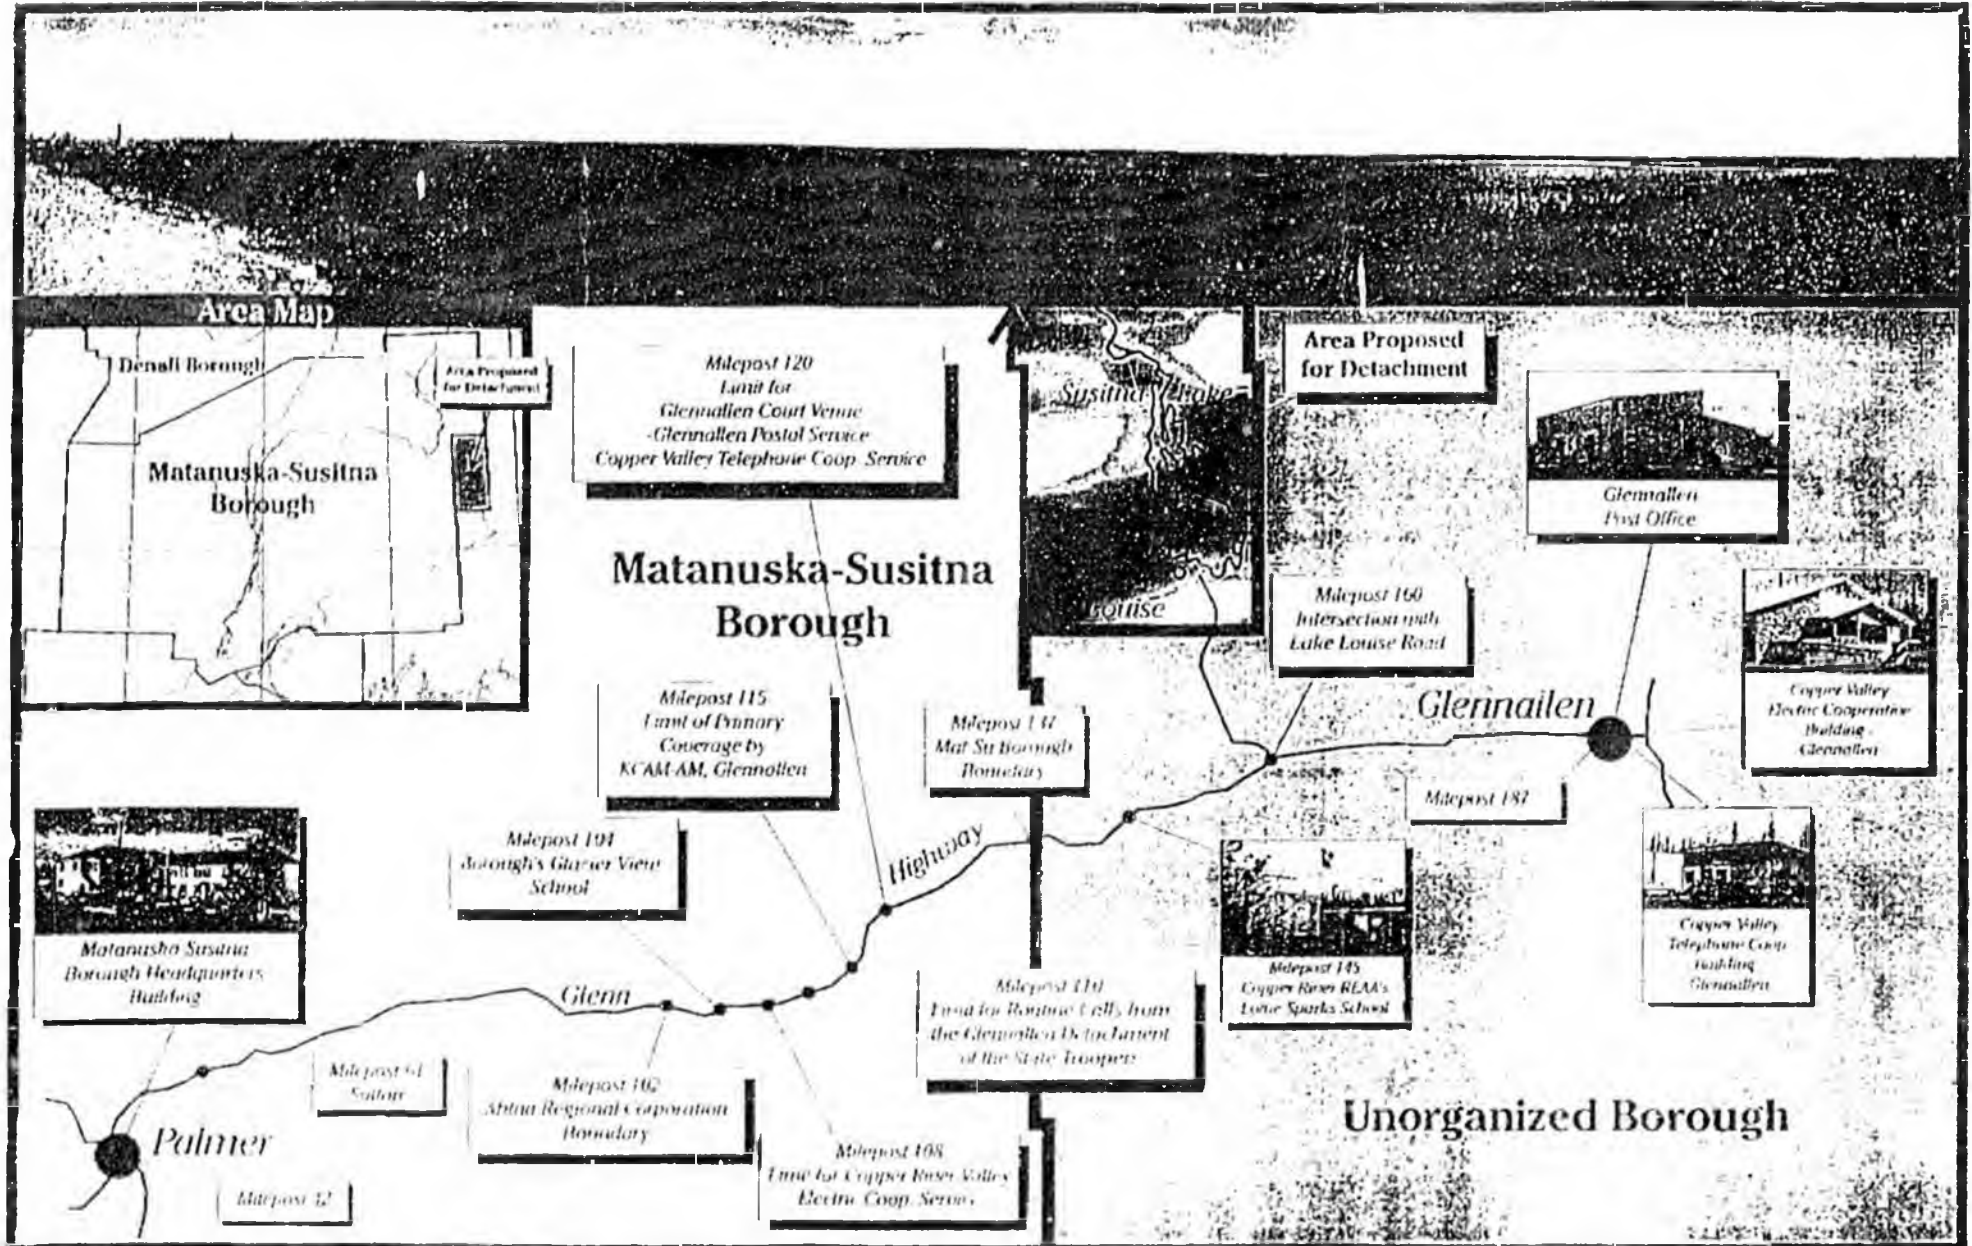 Area Map
Denali Borough
Area Proposed
for Detachment
Matanuska-Susitna
Borough
Milepost 120
Limit for
Glennallen Court Venue
Glennallen Postal Service
Copper Valley Telephone Coop. Service
Susitna Lake
Louise
Area Proposed
for Detachment
Glennallen
Post Office
Matanuska-Susitna
Borough
Milepost 160
Intersection with
Lake Louise Road
Copper Valley
Electric Cooperative
Building
Glennallen
Milepost 115
Limit of Primary
Coverage by
KCAM-AM, Glennallen
Milepost 137
Mat Su Borough
Boundary
Glennallen
Milepost 187
Milepost 104
Borough's Glacier View
School
Highway
Matanuska Susitna
Borough Headquarters
Building
Glenn
Milepost 145
Copper River REAA's
Sparks School
Copper Valley
Telephone Coop
Building
Glennallen
Milepost
Limit for Routine Calls from
the Glennallen Detachment
of the State Troopers
Milepost 61
Sutton
Milepost 102
Ahtna Regional Corporation
Boundary
Palmer
Milepost 108
Copper River Valley
Electric Coop. Service
Milepost
Unorganized Borough